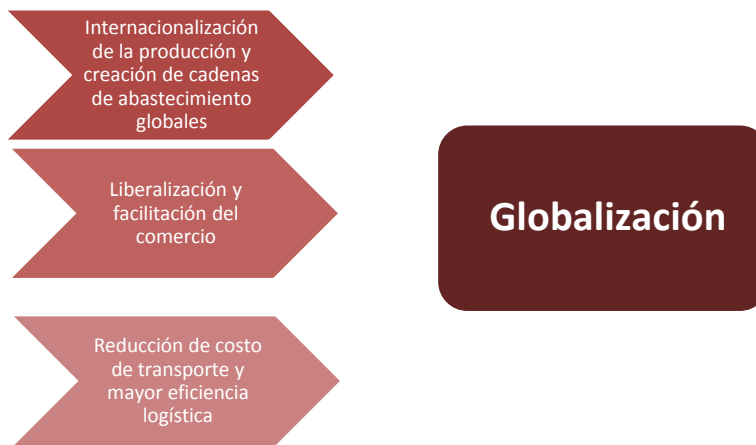 Internacionalización
de la producción y
creación de cadenas
de abastecimiento
globales
Liberalización y
facilitación del
comercio
Reducción de costo
de transporte y
mayor eficiencia
logística
Globalización